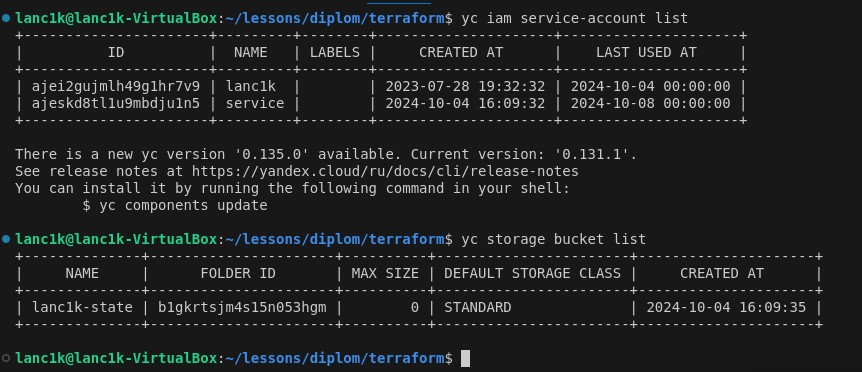 lanc1k@lanc1k-VirtualBox:~/lessons/diplom/terraform$ yc iam service-account list
+----------------------+---------+--------+---------------------+---------------------+
|          ID          |  NAME   | LABELS |     CREATED AT      |    LAST USED AT     |
+----------------------+---------+--------+---------------------+---------------------+
| ajei2gujmlh49g1hr7v9 | lanc1k  |        | 2023-07-28 19:32:32 | 2024-10-04 00:00:00 |
| ajeskd8tl1u9mbdju1n5 | service |        | 2024-10-04 16:09:32 | 2024-10-08 00:00:00 |
+----------------------+---------+--------+---------------------+---------------------+
There is a new yc version '0.135.0' available. Current version: '0.131.1'.
See release notes at https://yandex.cloud/ru/docs/cli/release-notes
You can install it by running the following command in your shell:
        $ yc components update
lanc1k@lanc1k-VirtualBox:~/lessons/diplom/terraform$ yc storage bucket list
+--------------+----------------------+----------+-----------------------+---------------------+
|     NAME     |      FOLDER ID       | MAX SIZE | DEFAULT STORAGE CLASS |     CREATED AT      |
+--------------+----------------------+----------+-----------------------+---------------------+
| lanc1k-state | b1gkrtsjm4s15n053hgm |        0 | STANDARD              | 2024-10-04 16:09:35 |
+--------------+----------------------+----------+-----------------------+---------------------+
lanc1k@lanc1k-VirtualBox:~/lessons/diplom/terraform$